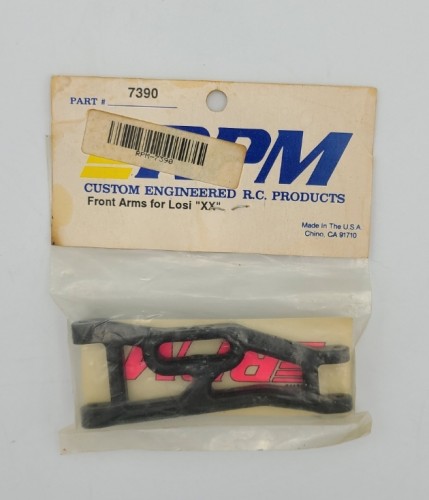 PART # 7390
RPM
RPM-7390
CUSTOM ENGINEERED R.C. PRODUCTS
Front Arms for Losi "XX"
Made In The U.S.A.
Chino, CA 91710
RPM